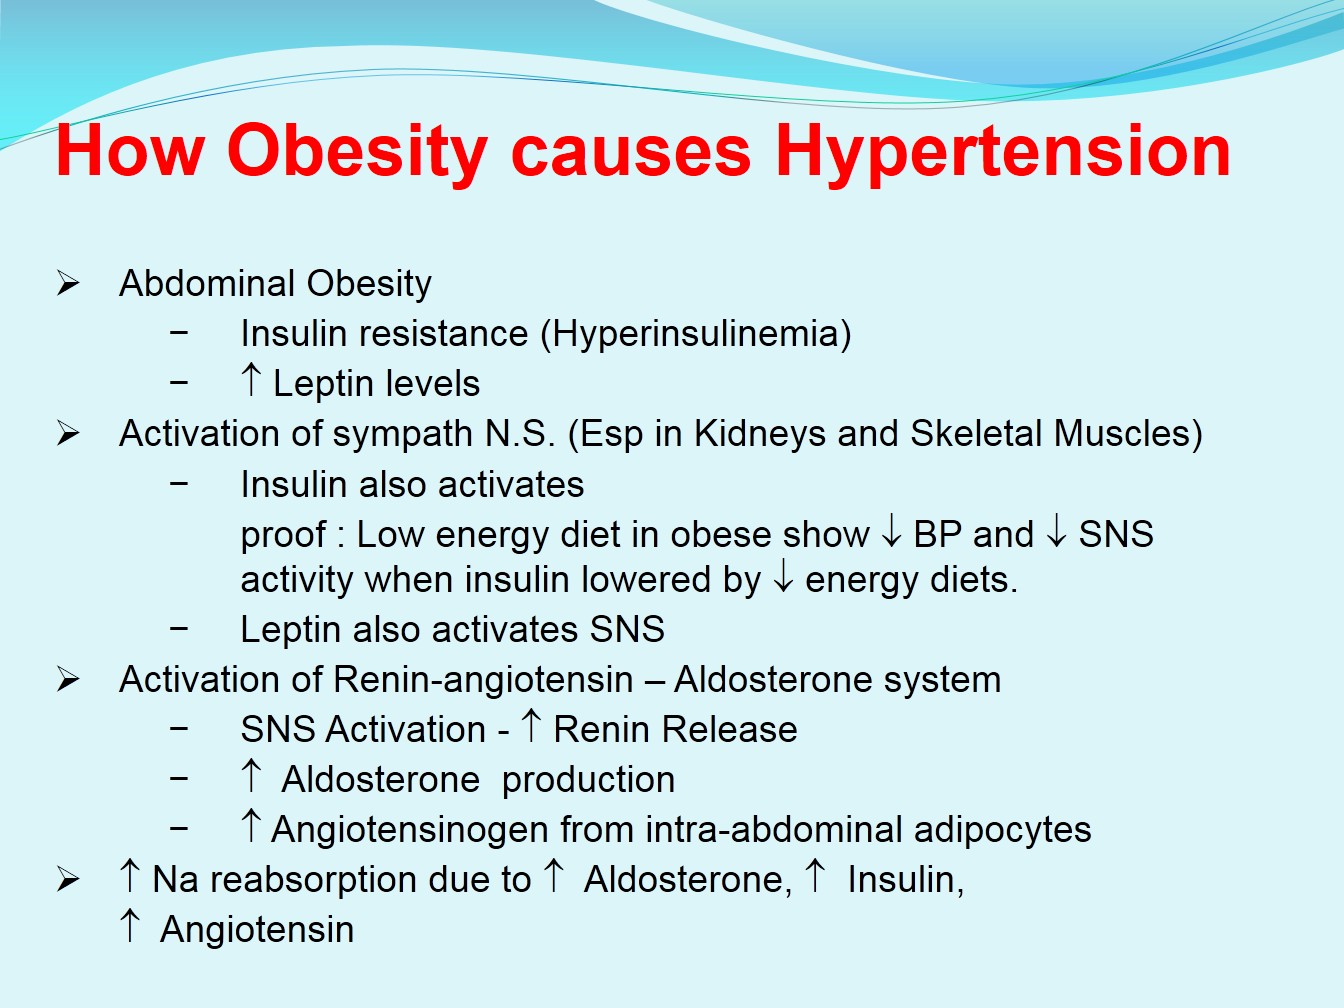 How Obesity causes Hypertension
➢ Abdominal Obesity
− Insulin resistance (Hyperinsulinemia)
− ↑ Leptin levels
➢ Activation of sympath N.S. (Esp in Kidneys and Skeletal Muscles)
− Insulin also activates
proof : Low energy diet in obese show ↓ BP and ↓ SNS
activity when insulin lowered by ↓ energy diets.
− Leptin also activates SNS
➢ Activation of Renin-angiotensin – Aldosterone system
− SNS Activation - ↑ Renin Release
− ↑ Aldosterone production
− ↑ Angiotensinogen from intra-abdominal adipocytes
➢ ↑ Na reabsorption due to ↑ Aldosterone, ↑ Insulin,
↑ Angiotensin